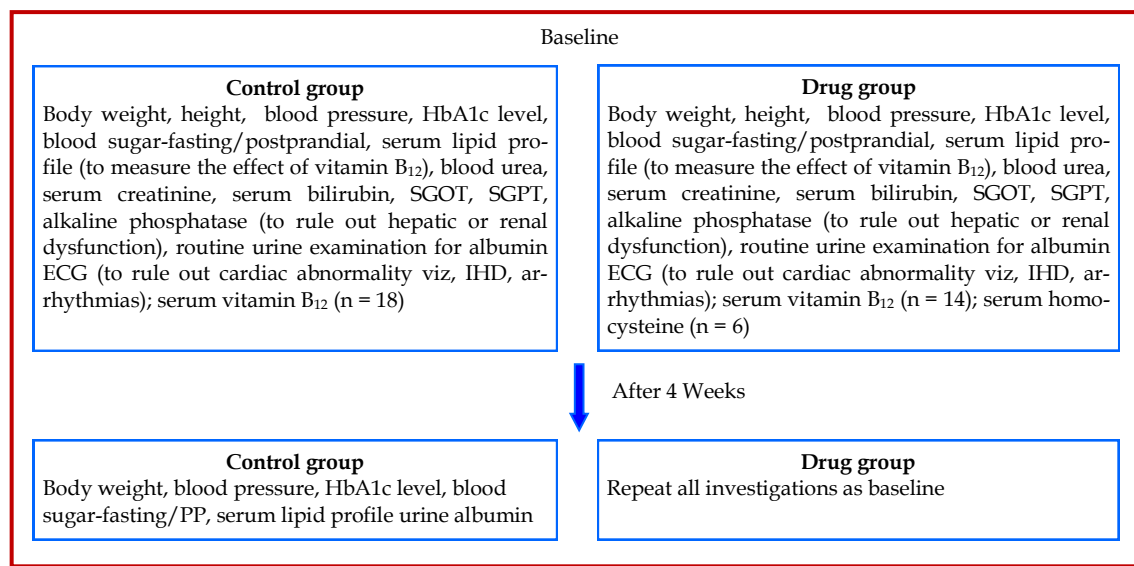 Baseline
Control group
Body weight, height, blood pressure, HbA1c level,
blood sugar-fasting/postprandial, serum lipid pro-
file (to measure the effect of vitamin B₁₂), blood urea,
serum creatinine, serum bilirubin, SGOT, SGPT,
alkaline phosphatase (to rule out hepatic or renal
dysfunction), routine urine examination for albumin
ECG (to rule out cardiac abnormality viz, IHD, ar-
rhythmias); serum vitamin B₁₂ (n = 18)
Drug group
Body weight, height, blood pressure, HbA1c level,
blood sugar-fasting/postprandial, serum lipid pro-
file (to measure the effect of vitamin B₁₂), blood urea,
serum creatinine, serum bilirubin, SGOT, SGPT,
alkaline phosphatase (to rule out hepatic or renal
dysfunction), routine urine examination for albumin
ECG (to rule out cardiac abnormality viz, IHD, ar-
rhythmias); serum vitamin B₁₂ (n = 14); serum homo-
cysteine (n = 6)
After 4 Weeks
Control group
Body weight, blood pressure, HbA1c level, blood
sugar-fasting/PP, serum lipid profile urine albumin
Drug group
Repeat all investigations as baseline